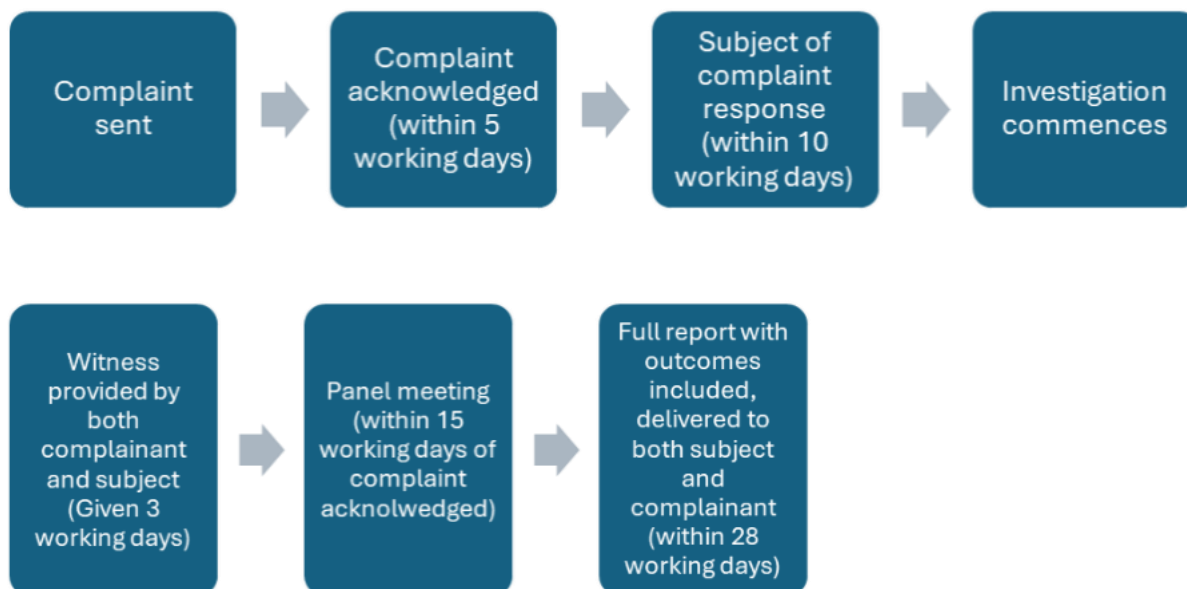 Complaint
sent
Complaint
acknowledged
(within 5
working days)
Subject of
complaint
response
(within 10
working days)
Investigation
commences
Witness
provided by
both
complainant
and subject
(Given 3
working days)
Panel meeting
(within 15
working days of
complaint
acknolwedged)
Full report with
outcomes
included,
delivered to
both subject
and
complainant
(within 28
working days)